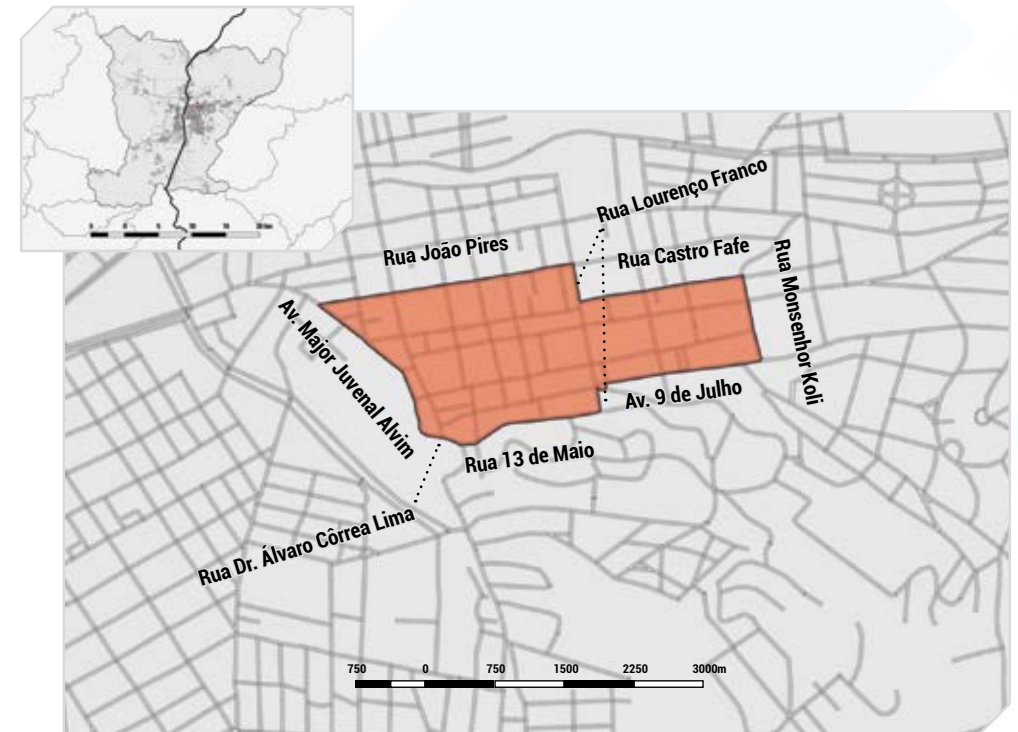 Rua Lourenço Franco
Rua João Pires
Rua Castro Fafe
Rua Monsenhor Koli
Av. Major Juvenal Alvim
Av. 9 de Julho
Rua 13 de Maio
Rua Dr. Álvaro Côrrea Lima
750 0 750 1500 2250 3000m